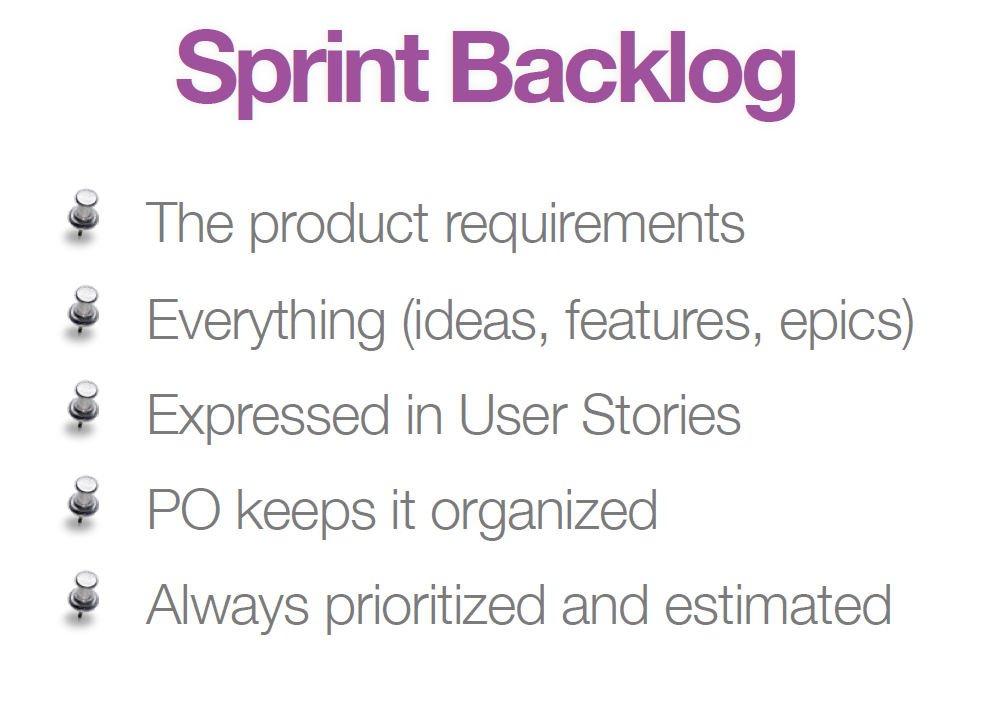 Sprint Backlog
The product requirements
Everything (ideas, features, epics)
Expressed in User Stories
PO keeps it organized
Always prioritized and estimated